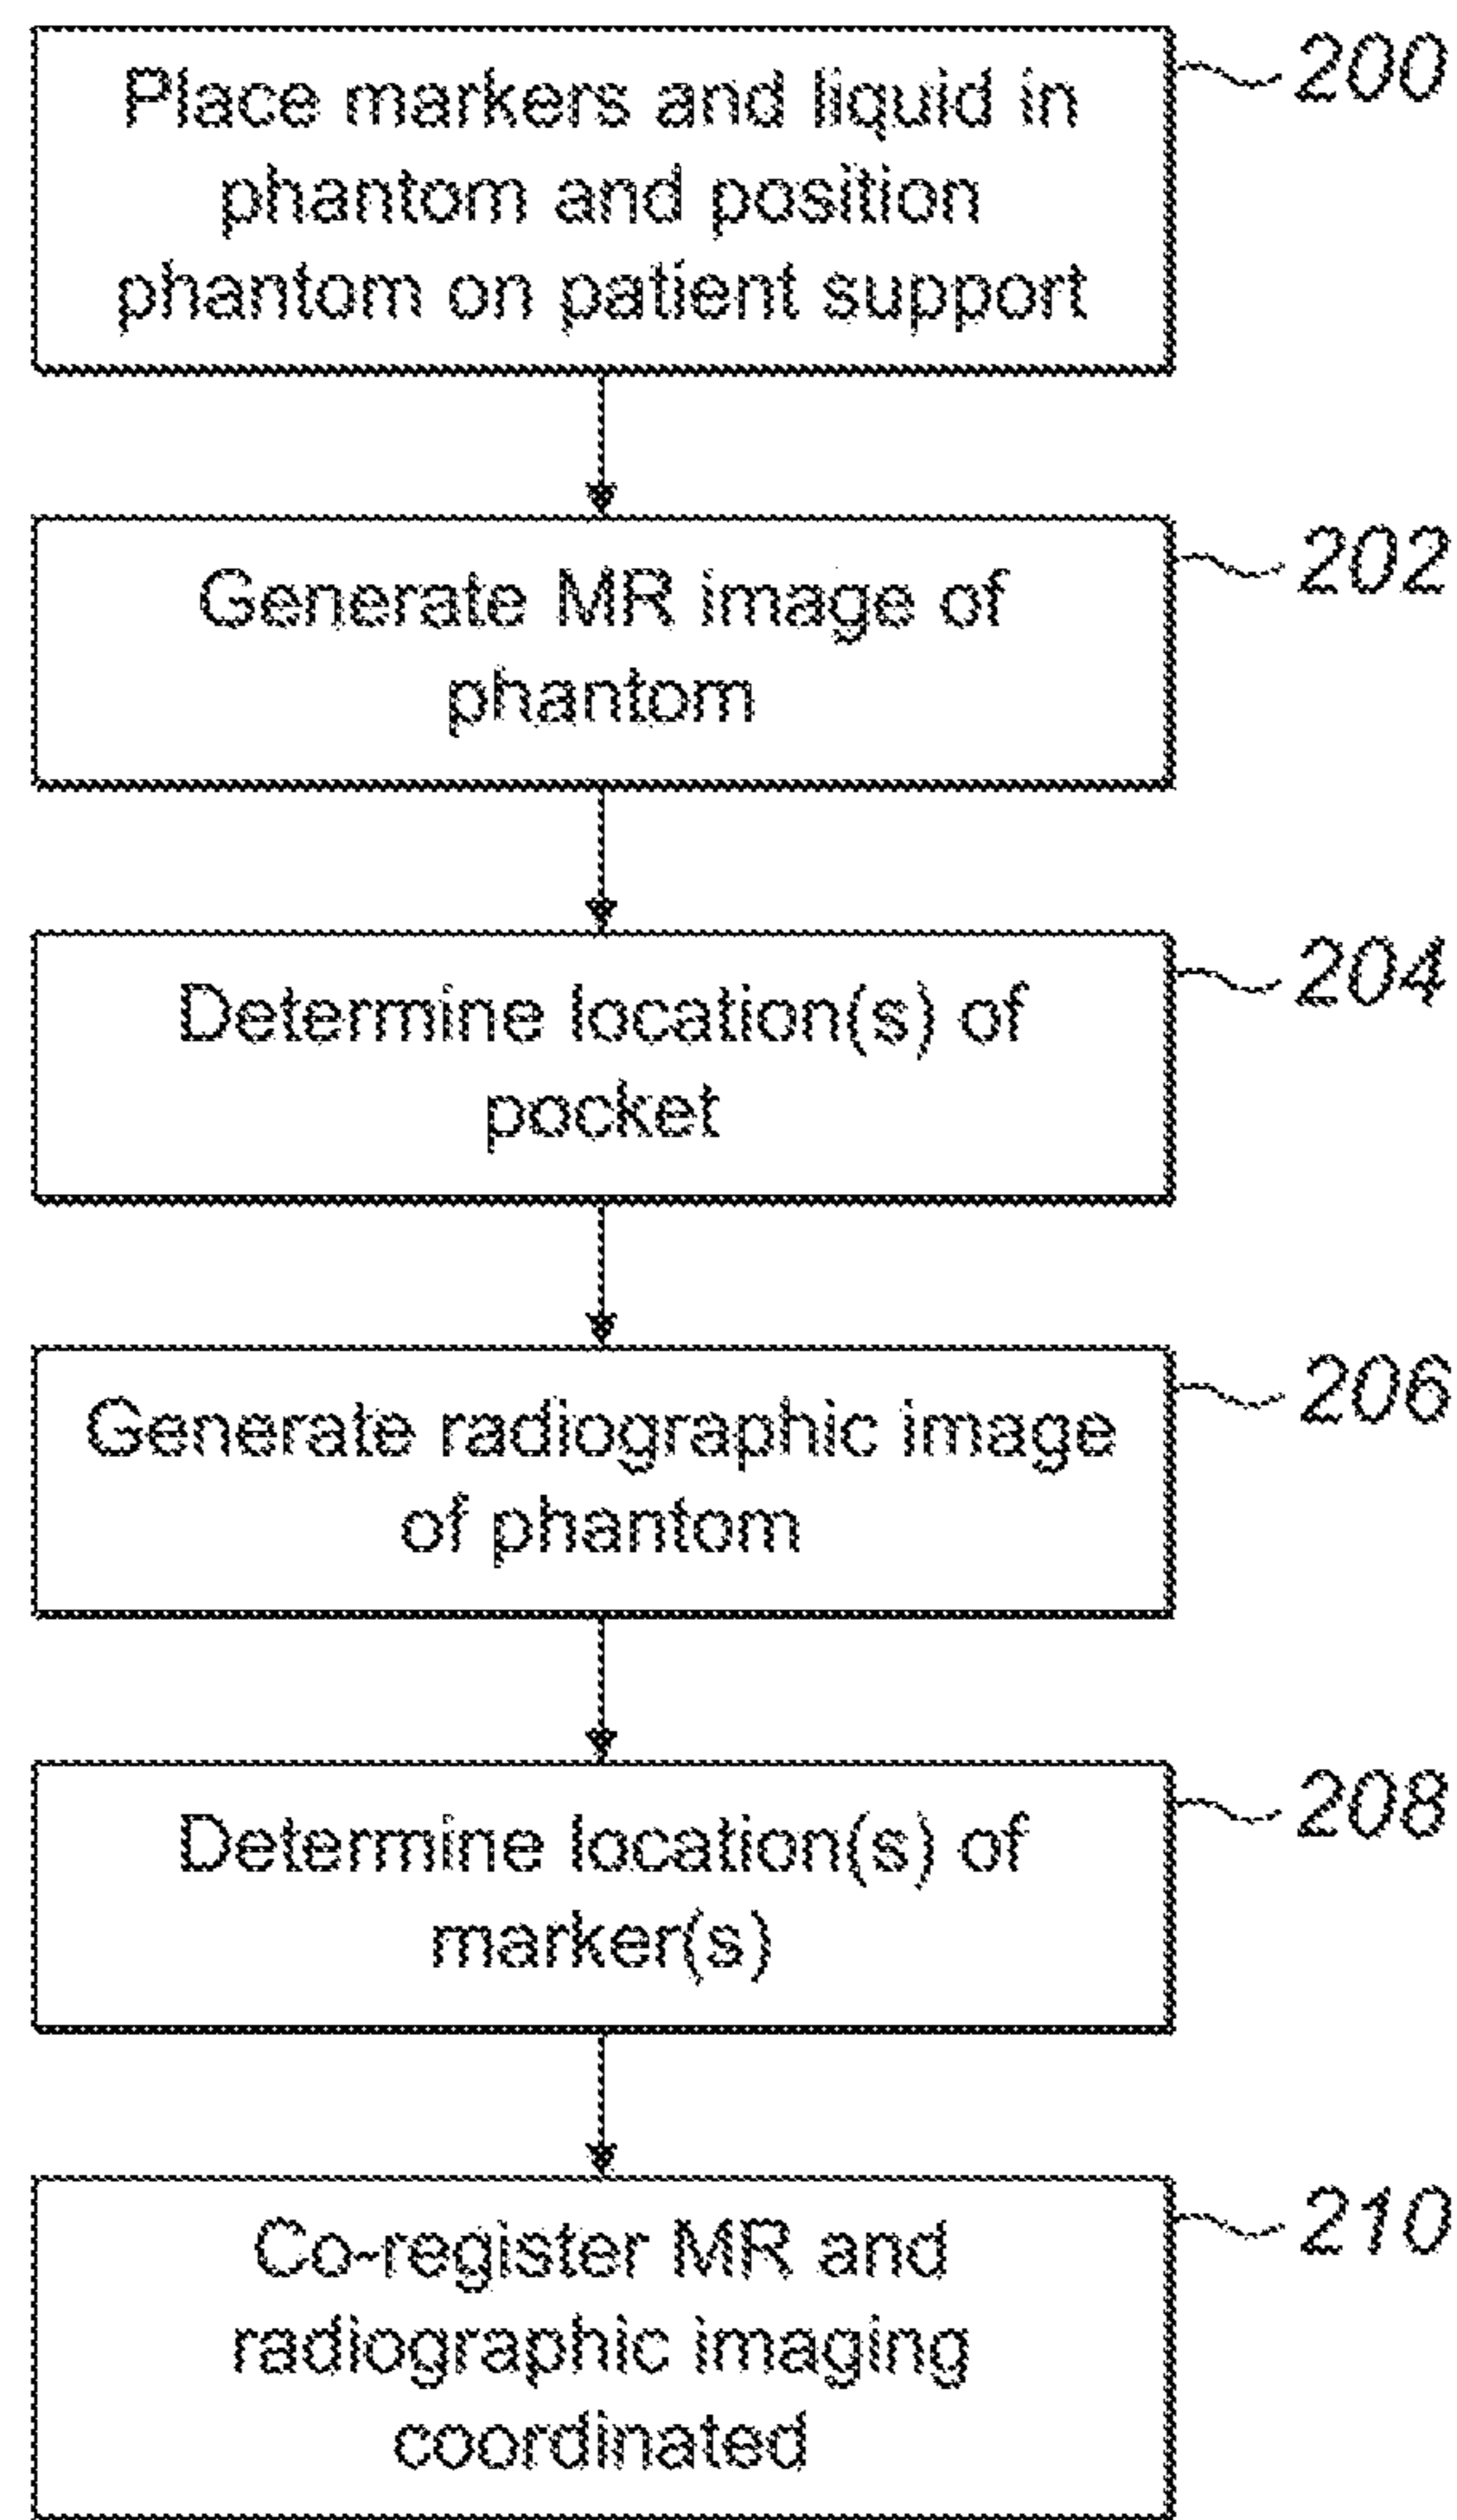 Place markers and liquid in
phantom and position
phantom on patient support
200
Generate MR image of
phantom
202
Determine location(s) of
pocket
204
Generate radiographic image
of phantom
206
Determine location(s) of
marker(s)
208
Co-register MR and
radiographic imaging
coordinated
210